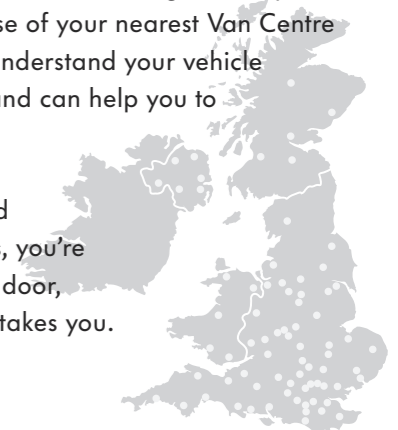 se of your nearest Van Centre
nderstand your vehicle
nd can help you to
you're
door,
takes you.